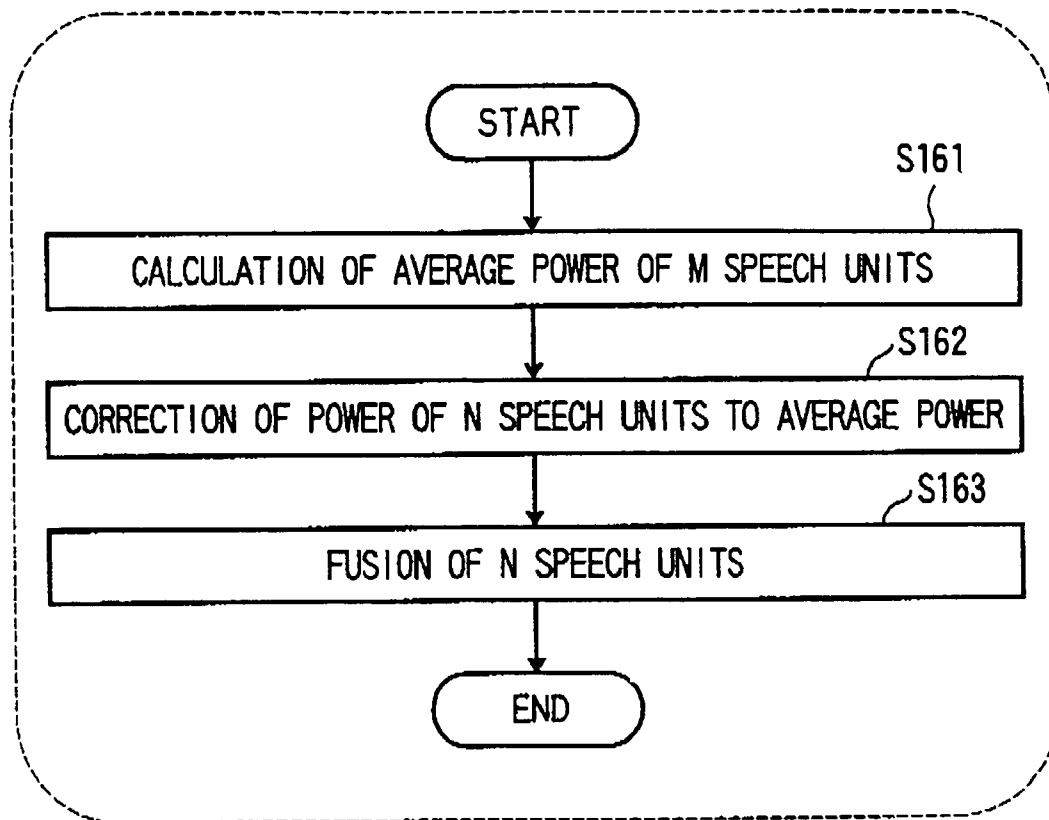 START
S161
CALCULATION OF AVERAGE POWER OF M SPEECH UNITS
S162
CORRECTION OF POWER OF N SPEECH UNITS TO AVERAGE POWER
S163
FUSION OF N SPEECH UNITS
END